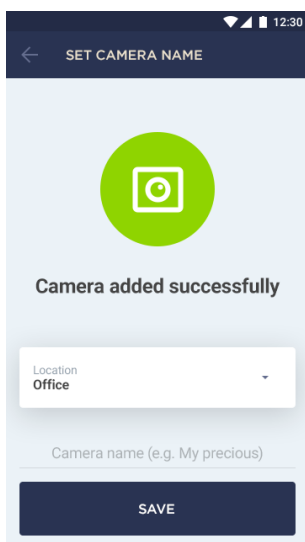 12:30
SET CAMERA NAME
Camera added successfully
Location
Office
Camera name (e.g. My precious)
SAVE